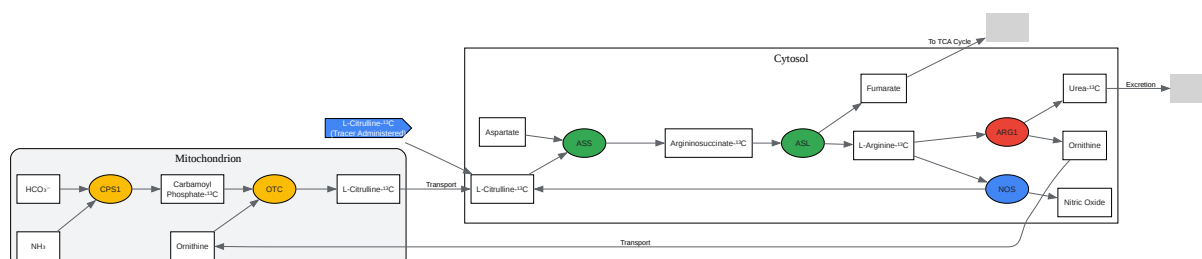 To TCA Cycle
Cytosol
Fumarate
Urea-¹³C
Excretion
L-Citrulline-¹³C
(Tracer Administered)
Aspartate
ASS
Argininosuccinate-¹³C
ASL
L-Arginine-¹³C
ARG1
Ornithine
Mitochondrion
HCO₃⁻
CPS1
Carbamoyl
Phosphate-¹³C
OTC
L-Citrulline-¹³C
Transport
L-Citrulline-¹³C
NOS
Nitric Oxide
NH₃
Ornithine
Transport